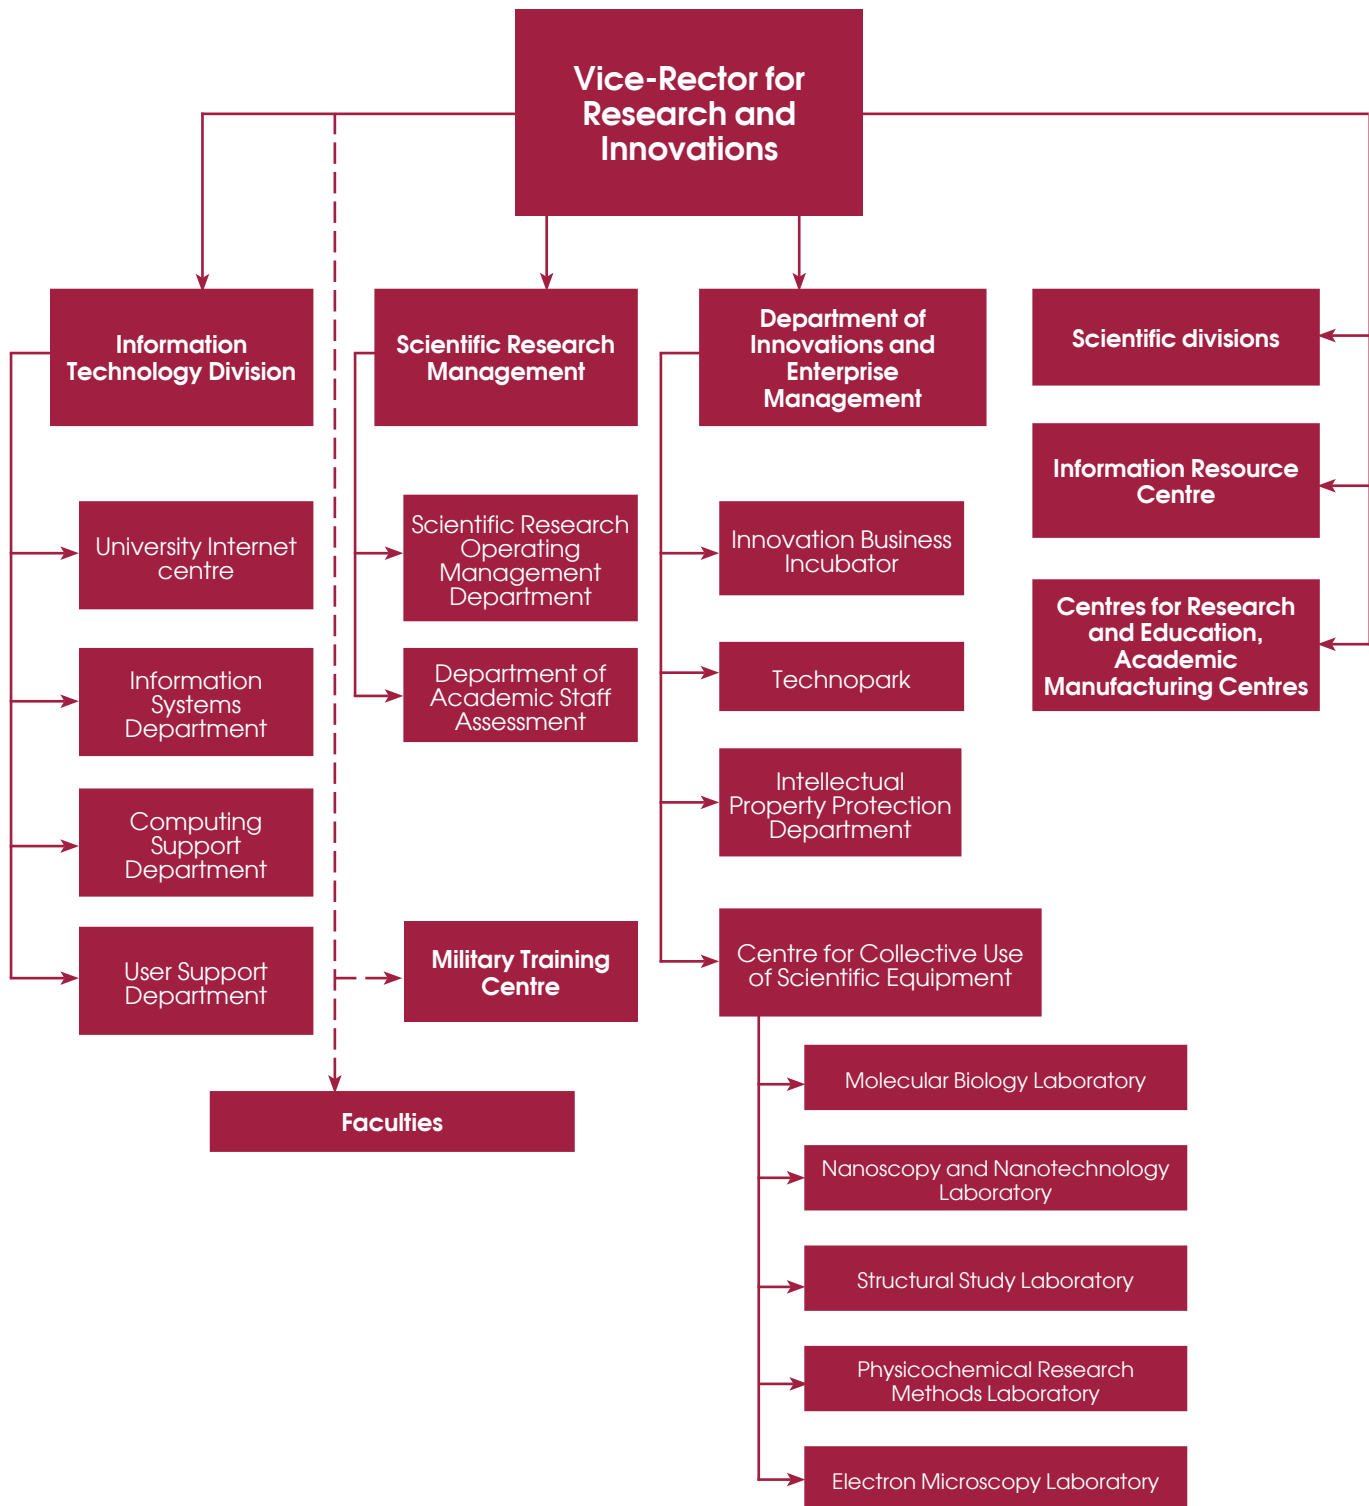 Vice-Rector for
Research and
Innovations
Information
Technology Division
Scientific Research
Management
Department of
Innovations and
Enterprise
Management
Scientific divisions
Information Resource
Centre
Centres for Research
and Education,
Academic
Manufacturing Centres
University Internet
centre
Information
Systems
Department
Computing
Support
Department
User Support
Department
Scientific Research
Operating
Management
Department
Department of
Academic Staff
Assessment
Military Training
Centre
Faculties
Innovation Business
Incubator
Technopark
Intellectual
Property Protection
Department
Centre for Collective Use
of Scientific Equipment
Molecular Biology Laboratory
Nanoscopy and Nanotechnology
Laboratory
Structural Study Laboratory
Physicochemical Research
Methods Laboratory
Electron Microscopy Laboratory